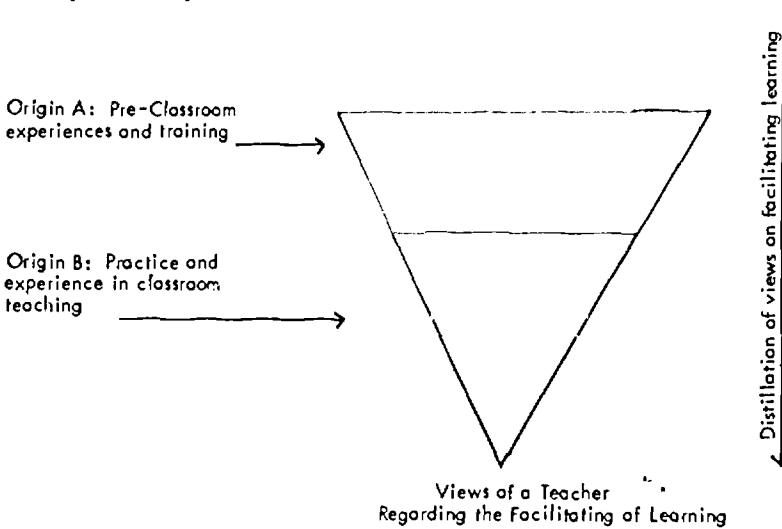 Origin A: Pre-Classroom
experiences and training
Origin B: Practice and
experience in classroom
teaching
Views of a Teacher
Regarding the Facilitating of Learning
Distillation of views on facilitating learning